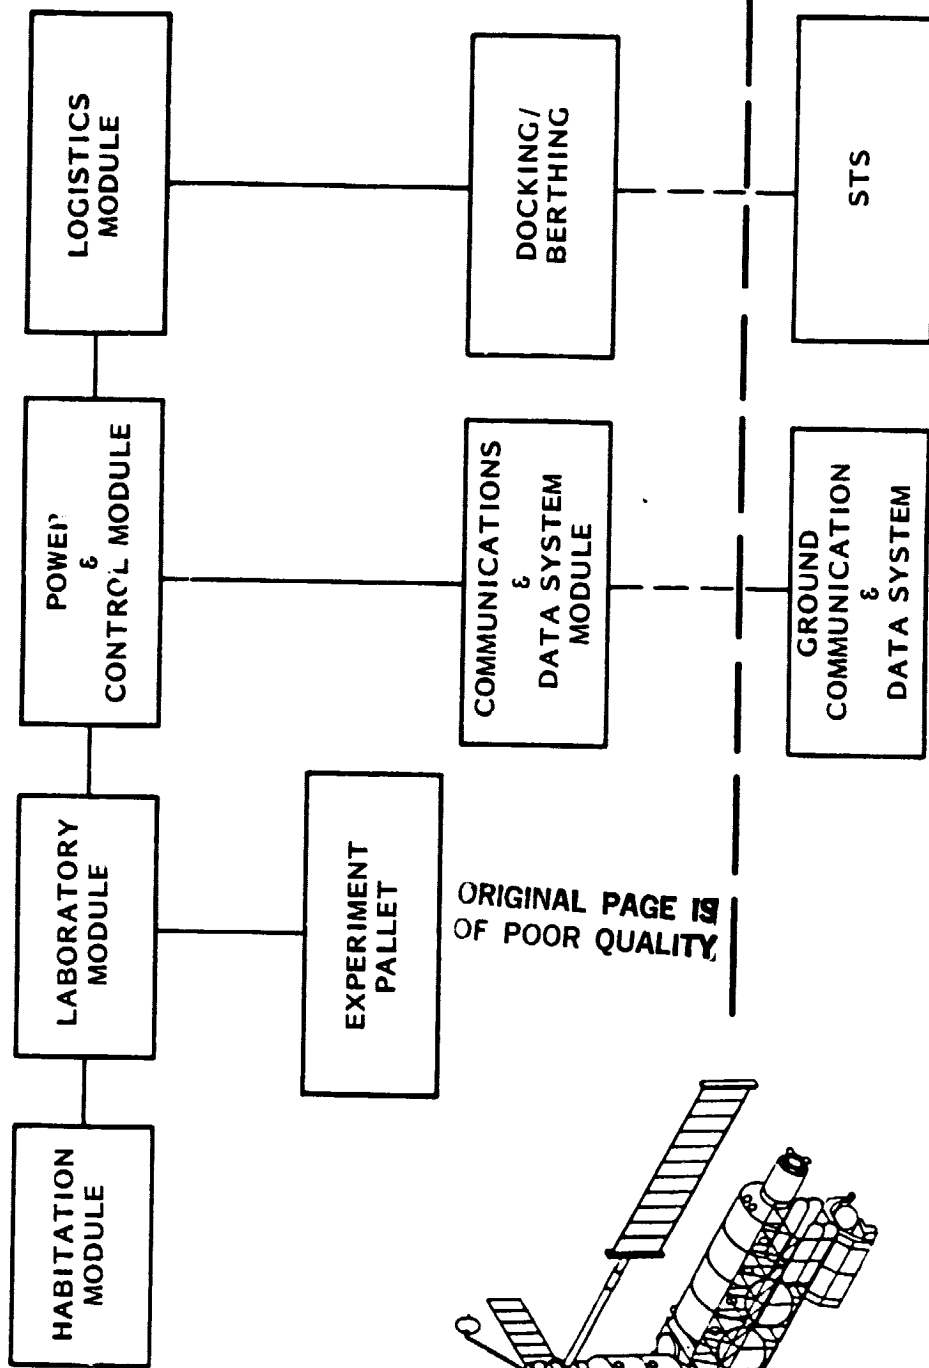 HABITATION
MODULE
LABORATORY
MODULE
POWER
&
CONTROL MODULE
LOGISTICS
MODULE
EXPERIMENT
PALLET
COMMUNICATIONS
&
DATA SYSTEM
MODULE
DOCKING/
BERTHING
ORIGINAL PAGE IS
OF POOR QUALITY
GROUND
COMMUNICATION
&
DATA SYSTEM
STS